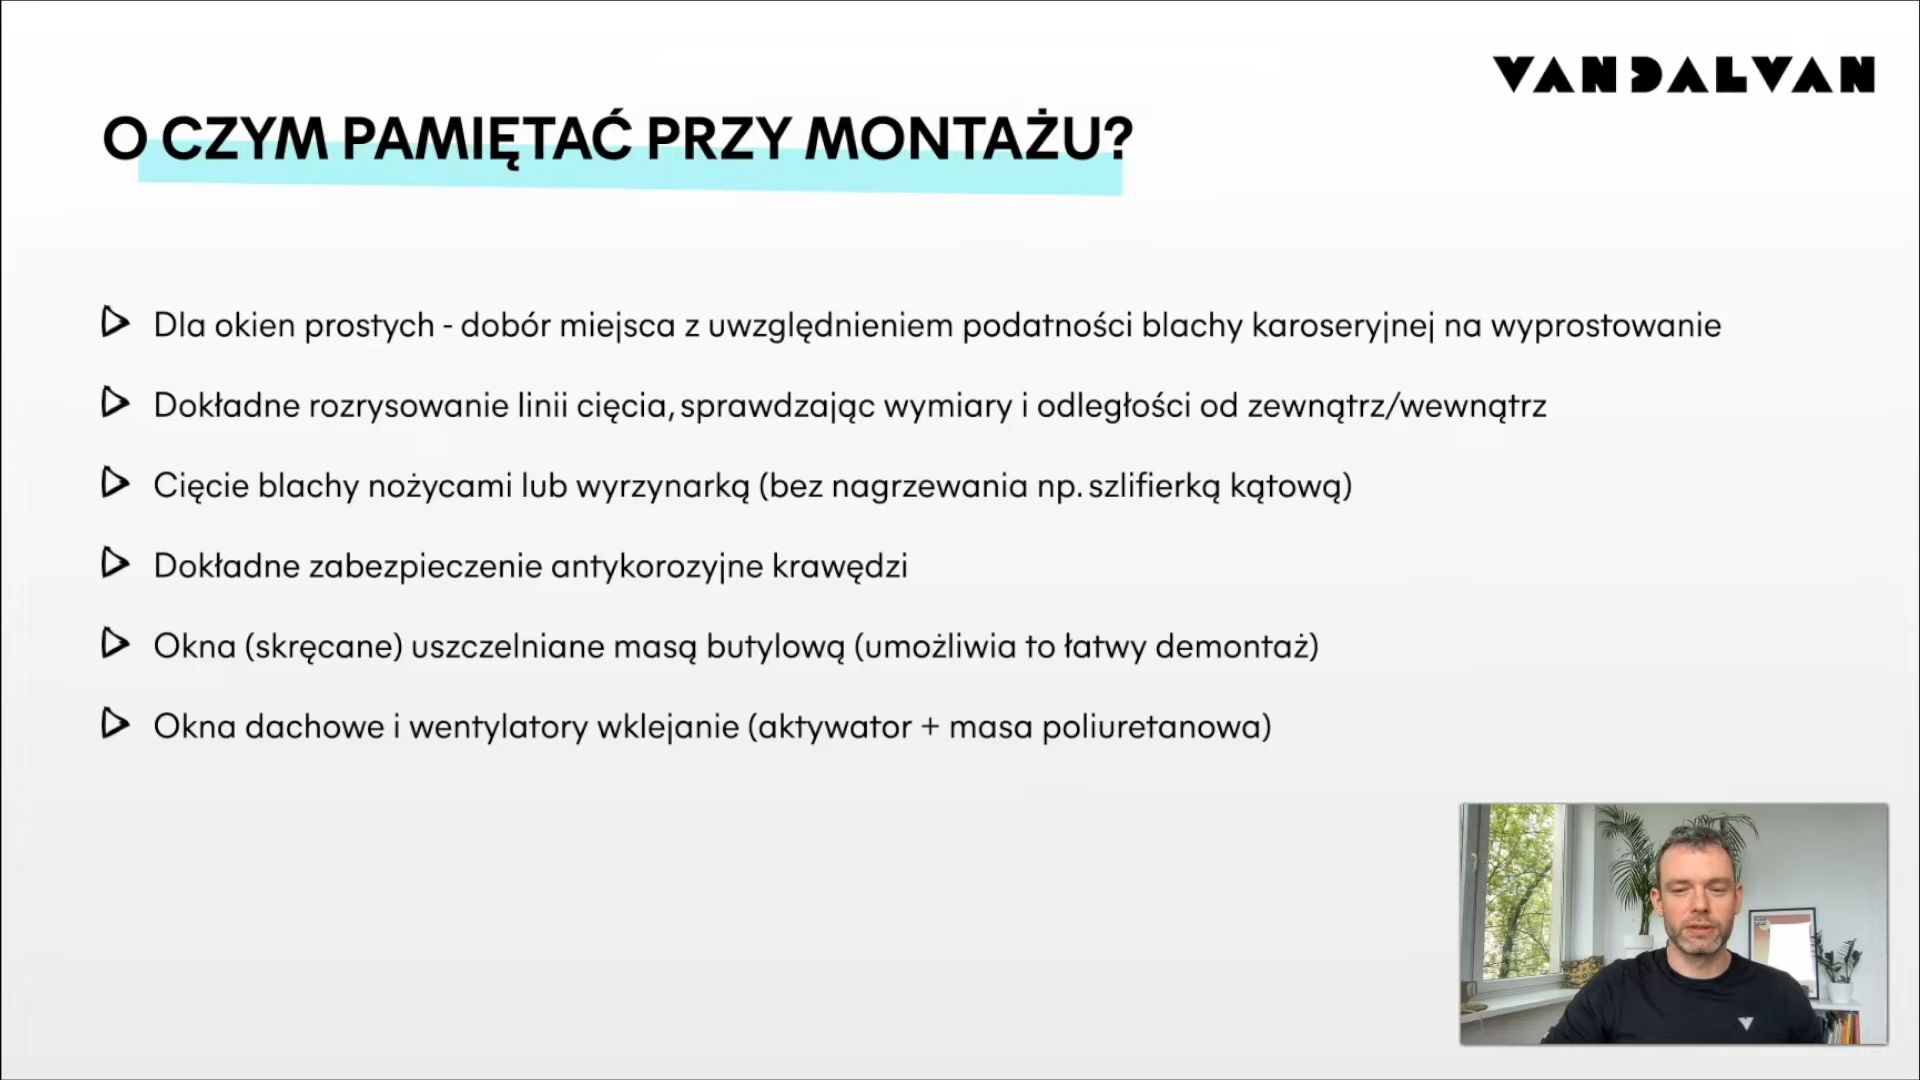 VANDALVAN
O CZYM PAMIĘTAĆ PRZY MONTAŻU?
Dla okien prostych - dobór miejsca z uwzględnieniem podatności blachy karoseryjnej na wyprostowanie
Dokładne rozrysowanie linii cięcia, sprawdzając wymiary i odległości od zewnątrz/wewnątrz
Cięcie blachy nożycami lub wyrzynarką (bez nagrzewania np. szlifierką kątową)
Dokładne zabezpieczenie antykorozyjne krawędzi
Okna (skręcane) uszczelniane masą butylową (umożliwia to łatwy demontaż)
Okna dachowe i wentylatory wklejanie (aktywator + masa poliuretanowa)